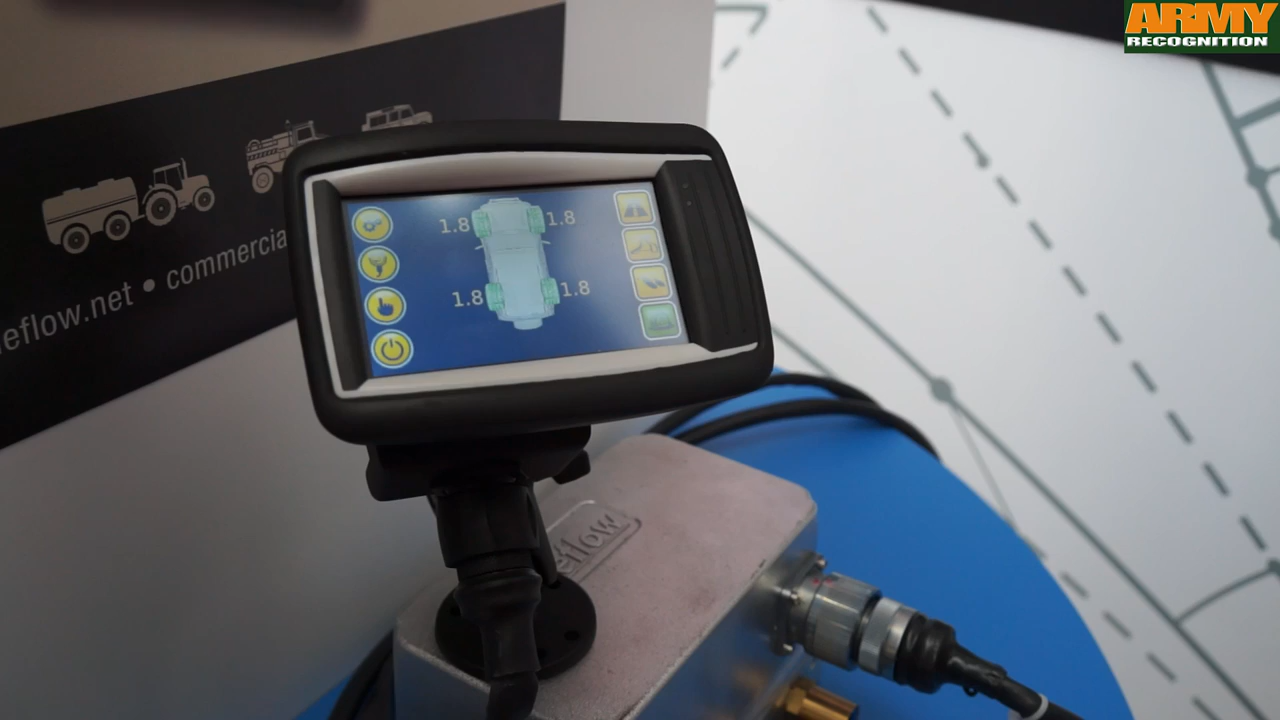 ARMY
RECOGNITION
1.8 1.8
1.8 1.8
eflow.net • commercia
eflow